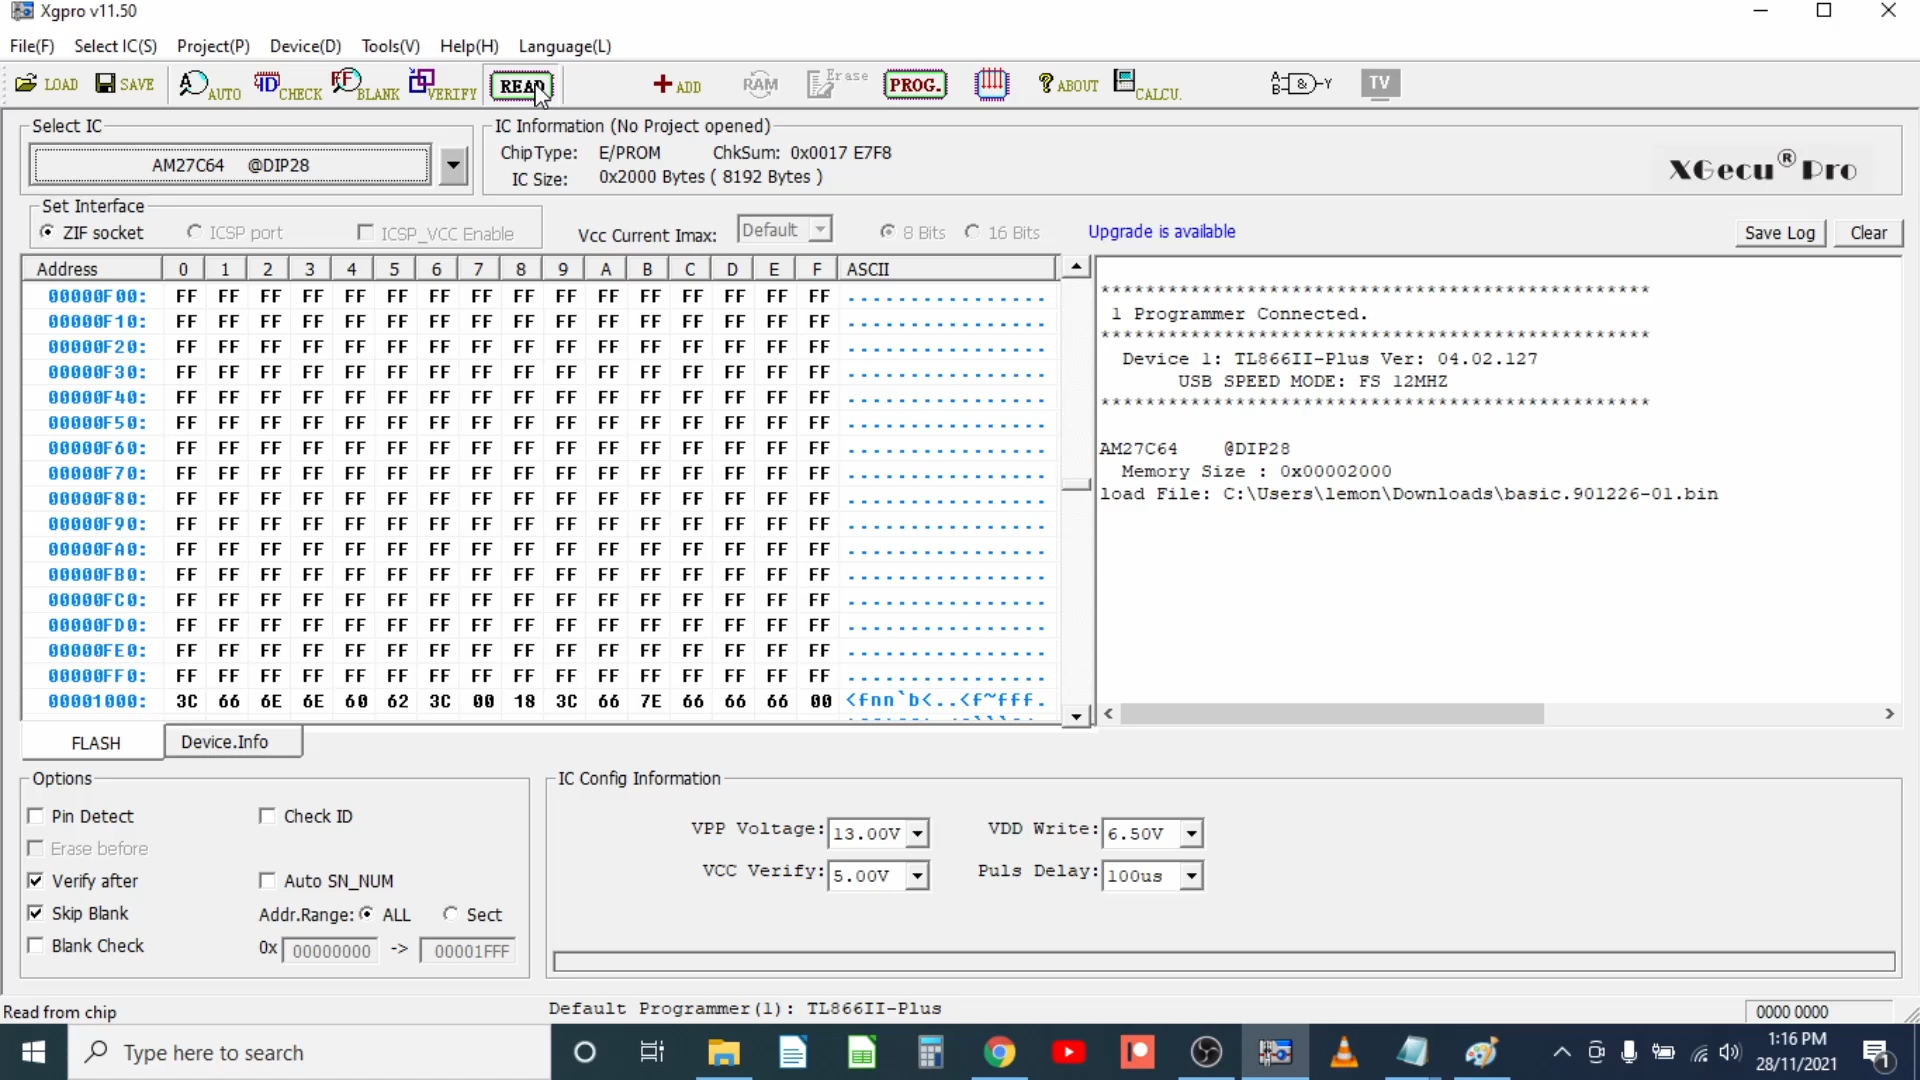 Xgpro v11.50
File(F) Select IC(S) Project(P) Device(D) Tools(V) Help(H) Language(L)
LOAD SAVE AUTO CHECK BLANK VERIFY READ ADD RAM Erase PROG. ABOUT CALCU. TV
Select IC
AM27C64 @DIP28
IC Information (No Project opened)
ChipType: E/PROM ChkSum: 0x0017 E7F8
IC Size: 0x2000 Bytes ( 8192 Bytes )
XGecu® Pro
Set Interface
ZIF socket ICSP port ICSP_VCC Enable Vcc Current Imax: Default 8 Bits 16 Bits Upgrade is available Save Log Clear
Address 0 1 2 3 4 5 6 7 8 9 A B C D E F ASCII
00000F00: FF FF FF FF FF FF FF FF FF FF FF FF FF FF FF FF ................
00000F10: FF FF FF FF FF FF FF FF FF FF FF FF FF FF FF FF ................
00000F20: FF FF FF FF FF FF FF FF FF FF FF FF FF FF FF FF ................
00000F30: FF FF FF FF FF FF FF FF FF FF FF FF FF FF FF FF ................
00000F40: FF FF FF FF FF FF FF FF FF FF FF FF FF FF FF FF ................
00000F50: FF FF FF FF FF FF FF FF FF FF FF FF FF FF FF FF ................
00000F60: FF FF FF FF FF FF FF FF FF FF FF FF FF FF FF FF ................
00000F70: FF FF FF FF FF FF FF FF FF FF FF FF FF FF FF FF ................
00000F80: FF FF FF FF FF FF FF FF FF FF FF FF FF FF FF FF ................
00000F90: FF FF FF FF FF FF FF FF FF FF FF FF FF FF FF FF ................
00000FA0: FF FF FF FF FF FF FF FF FF FF FF FF FF FF FF FF ................
00000FB0: FF FF FF FF FF FF FF FF FF FF FF FF FF FF FF FF ................
00000FC0: FF FF FF FF FF FF FF FF FF FF FF FF FF FF FF FF ................
00000FD0: FF FF FF FF FF FF FF FF FF FF FF FF FF FF FF FF ................
00000FE0: FF FF FF FF FF FF FF FF FF FF FF FF FF FF FF FF ................
00000FF0: FF FF FF FF FF FF FF FF FF FF FF FF FF FF FF FF ................
00001000: 3C 66 6E 6E 60 62 3C 00 18 3C 66 7E 66 66 66 00 <fnn`b<..<f~fff.
*************************************************
1 Programmer Connected.
*************************************************
Device 1: TL866II-Plus Ver: 04.02.127
USB SPEED MODE: FS 12MHZ
*************************************************
AM27C64 @DIP28
Memory Size : 0x00002000
load File: C:\Users\lemon\Downloads\basic.901226-01.bin
FLASH Device.Info
Options
Pin Detect Check ID
Erase before
Verify after Auto SN_NUM
Skip Blank Addr.Range: ALL Sect
Blank Check 0x 00000000 -> 00001FFF
IC Config Information
VPP Voltage: 13.00V VDD Write: 6.50V
VCC Verify: 5.00V Puls Delay: 100us
Read from chip Default Programmer(1): TL866II-Plus 0000 0000
Type here to search
1:16 PM
28/11/2021
1